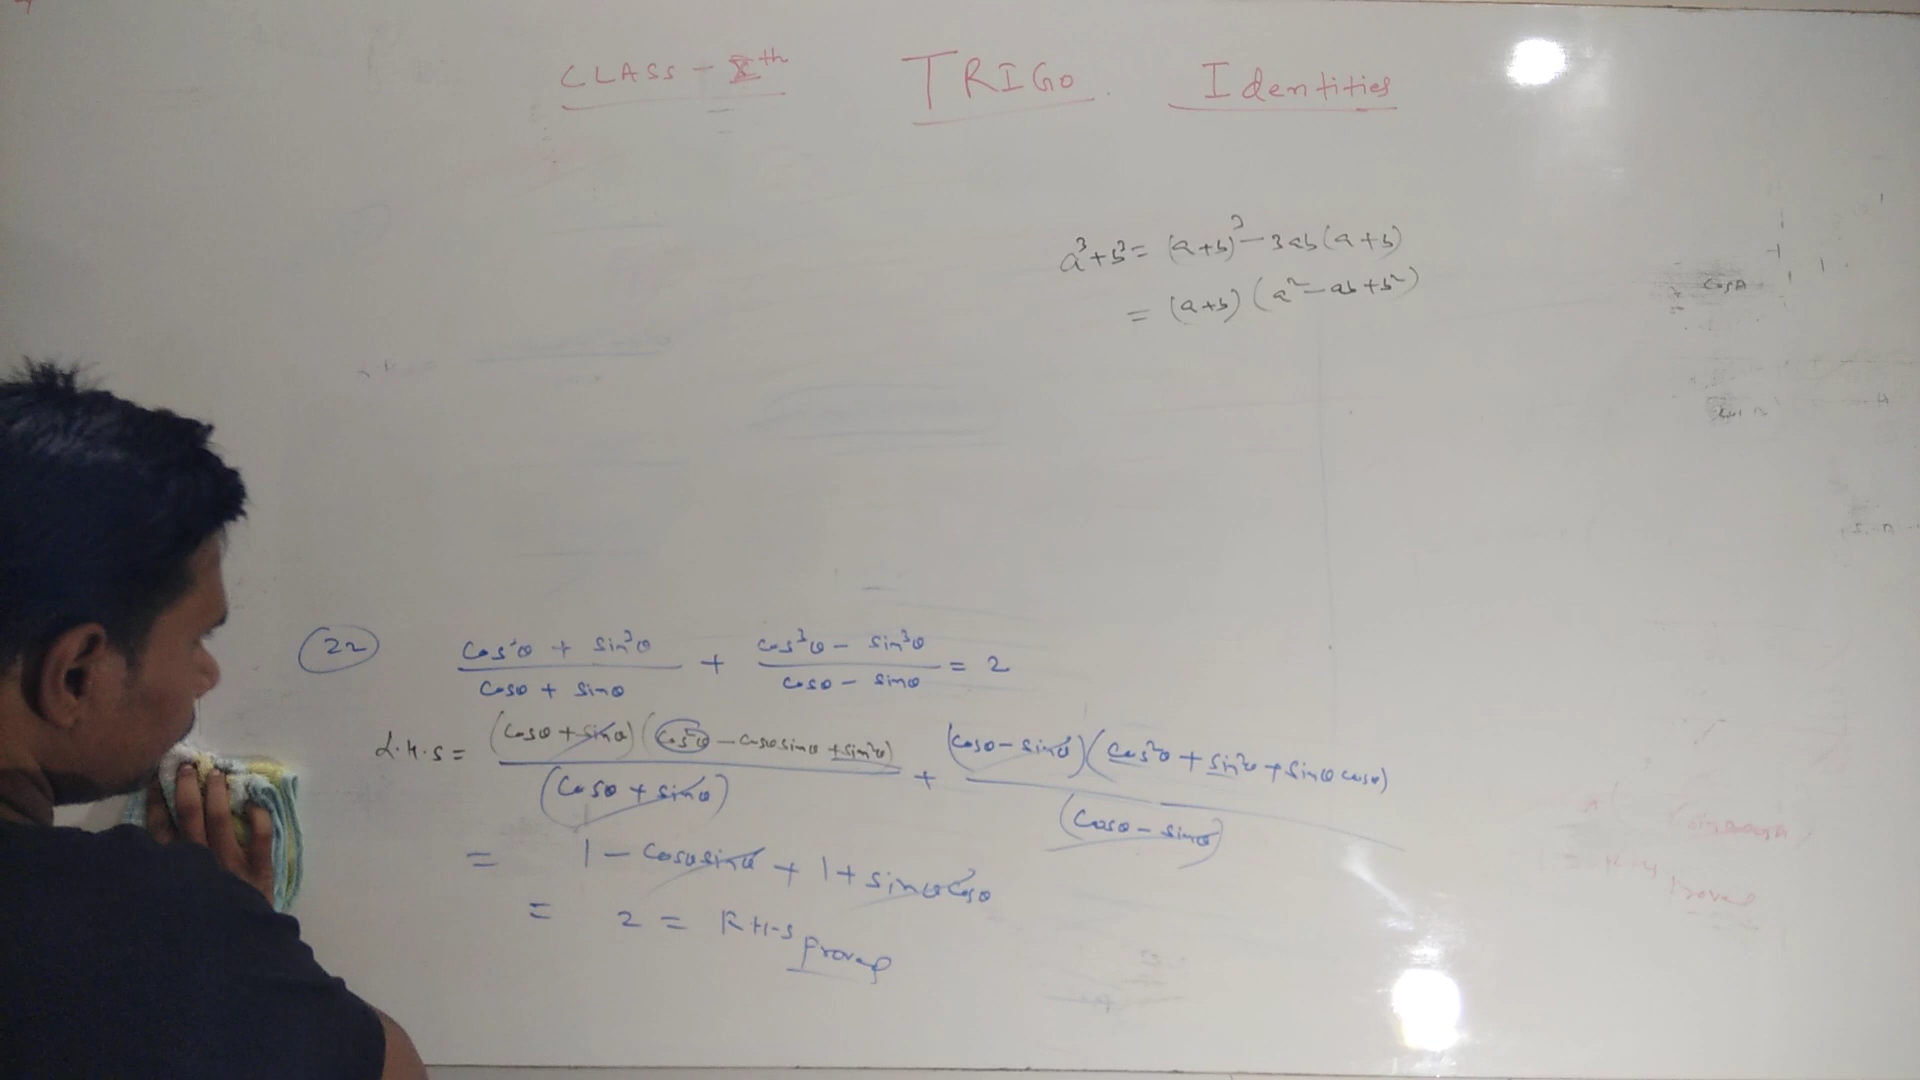 CLASS - Xth TRIGO. Identities
a³+b³ = (a+b)³ - 3ab(a+b)
= (a+b) (a² - ab + b²)
CosA
22 (cos³θ + sin³θ)/(cosθ + sinθ) + (cos³θ - sin³θ)/(cosθ - sinθ) = 2
L.H.S = (cosθ + sinθ)(cos²θ - cosθ sinθ + sin²θ)/(cosθ + sinθ) + (cosθ - sinθ)(cos²θ + sin²θ + sinθ cosθ)/(cosθ - sinθ)
= 1 - cosθ sinθ + 1 + sinθ cosθ
= 2 = R.H.S Proved